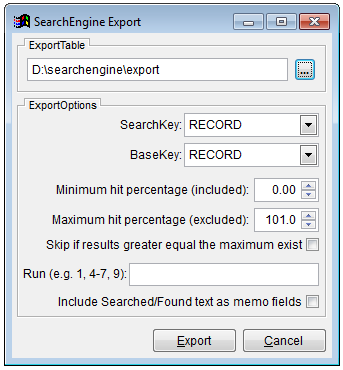 SearchEngine Export
ExportTable
D:\searchengine\export
...
ExportOptions
SearchKey: RECORD
BaseKey: RECORD
Minimum hit percentage (included): 0.00
Maximum hit percentage (excluded): 101.0
Skip if results greater equal the maximum exist
Run (e.g. 1, 4-7, 9):
Include Searched/Found text as memo fields
Export Cancel